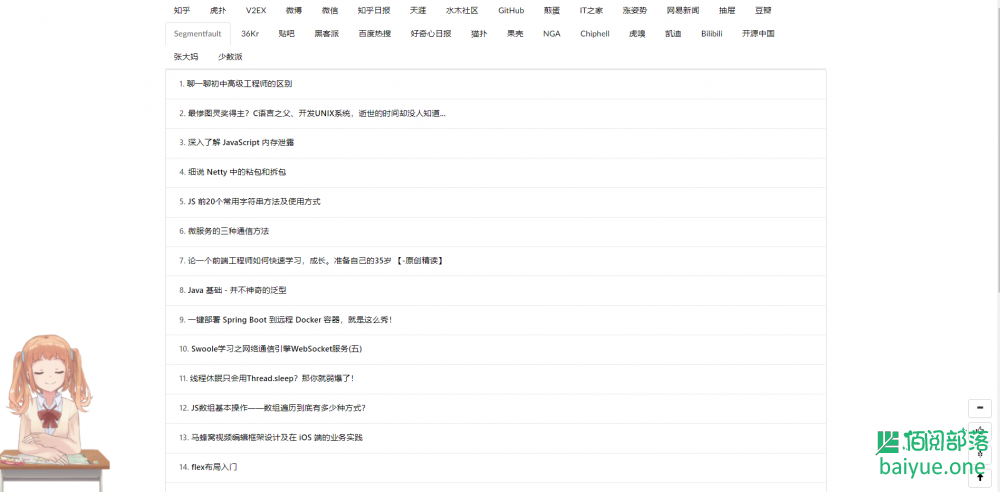 知乎 虎扑 V2EX 微博 微信 知乎日报 天涯 水木社区 GitHub 煎蛋 IT之家 涨姿势 网易新闻 抽屉 豆瓣
Segmentfault 36Kr 贴吧 黑客派 百度热搜 好奇心日报 猫扑 果壳 NGA Chiphell 虎嗅 凯迪 Bilibili 开源中国
张大妈 少数派
1. 聊一聊初中高级工程师的区别
2. 最惨图灵奖得主？C语言之父、开发UNIX系统，逝世的时间却没人知道...
3. 深入了解 JavaScript 内存泄露
4. 细说 Netty 中的粘包和拆包
5. JS 前20个常用字符串方法及使用方式
6. 微服务的三种通信方法
7. 论一个前端工程师如何快速学习，成长。准备自己的35岁 【-原创精读】
8. Java 基础 - 并不神奇的泛型
9. 一键部署 Spring Boot 到远程 Docker 容器，就是这么秀！
10. Swoole学习之网络通信引擎WebSocket服务(五)
11. 线程休眠只会用Thread.sleep？那你就弱爆了！
12. JS数组基本操作——数组遍历到底有多少种方式？
13. 马蜂窝视频编辑框架设计及在 iOS 端的业务实践
14. flex布局入门
佰阅部落
baiyue.one